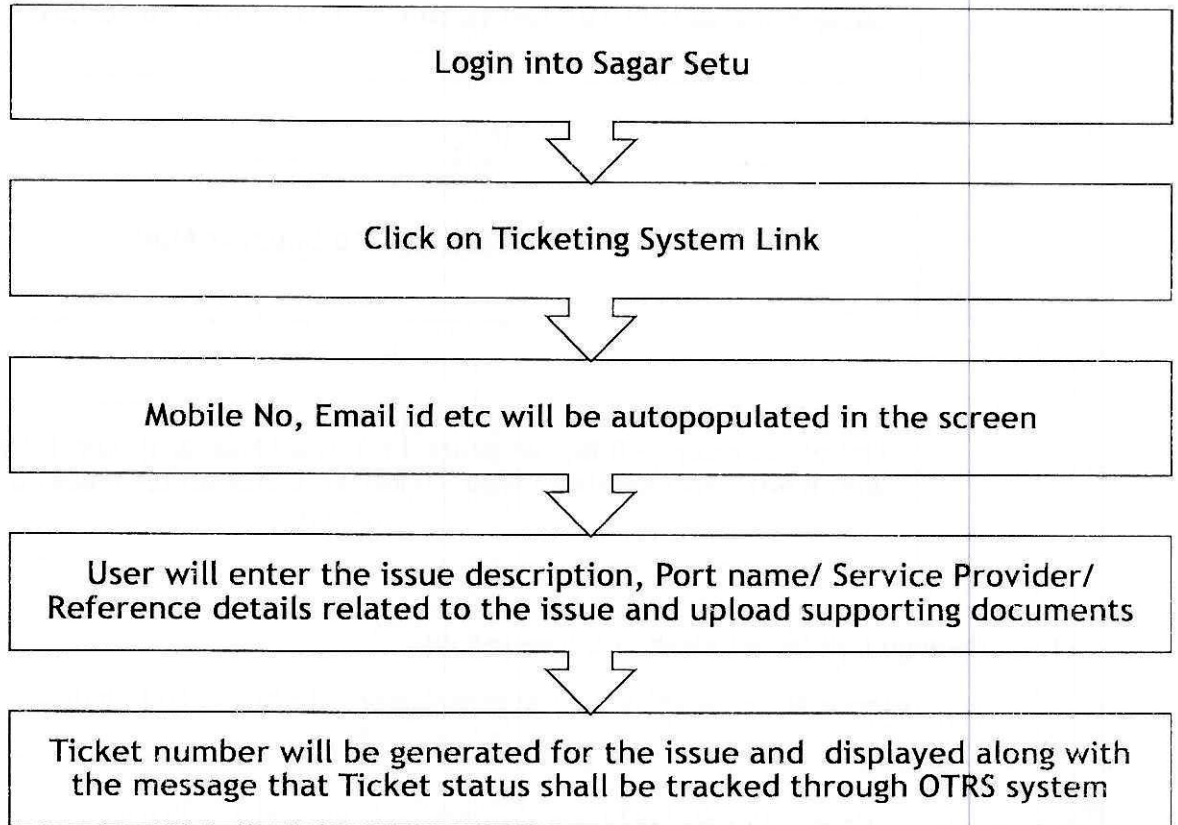 Login into Sagar Setu
Click on Ticketing System Link
Mobile No, Email id etc will be autopopulated in the screen
User will enter the issue description, Port name/ Service Provider/
Reference details related to the issue and upload supporting documents
Ticket number will be generated for the issue and displayed along with
the message that Ticket status shall be tracked through OTRS system